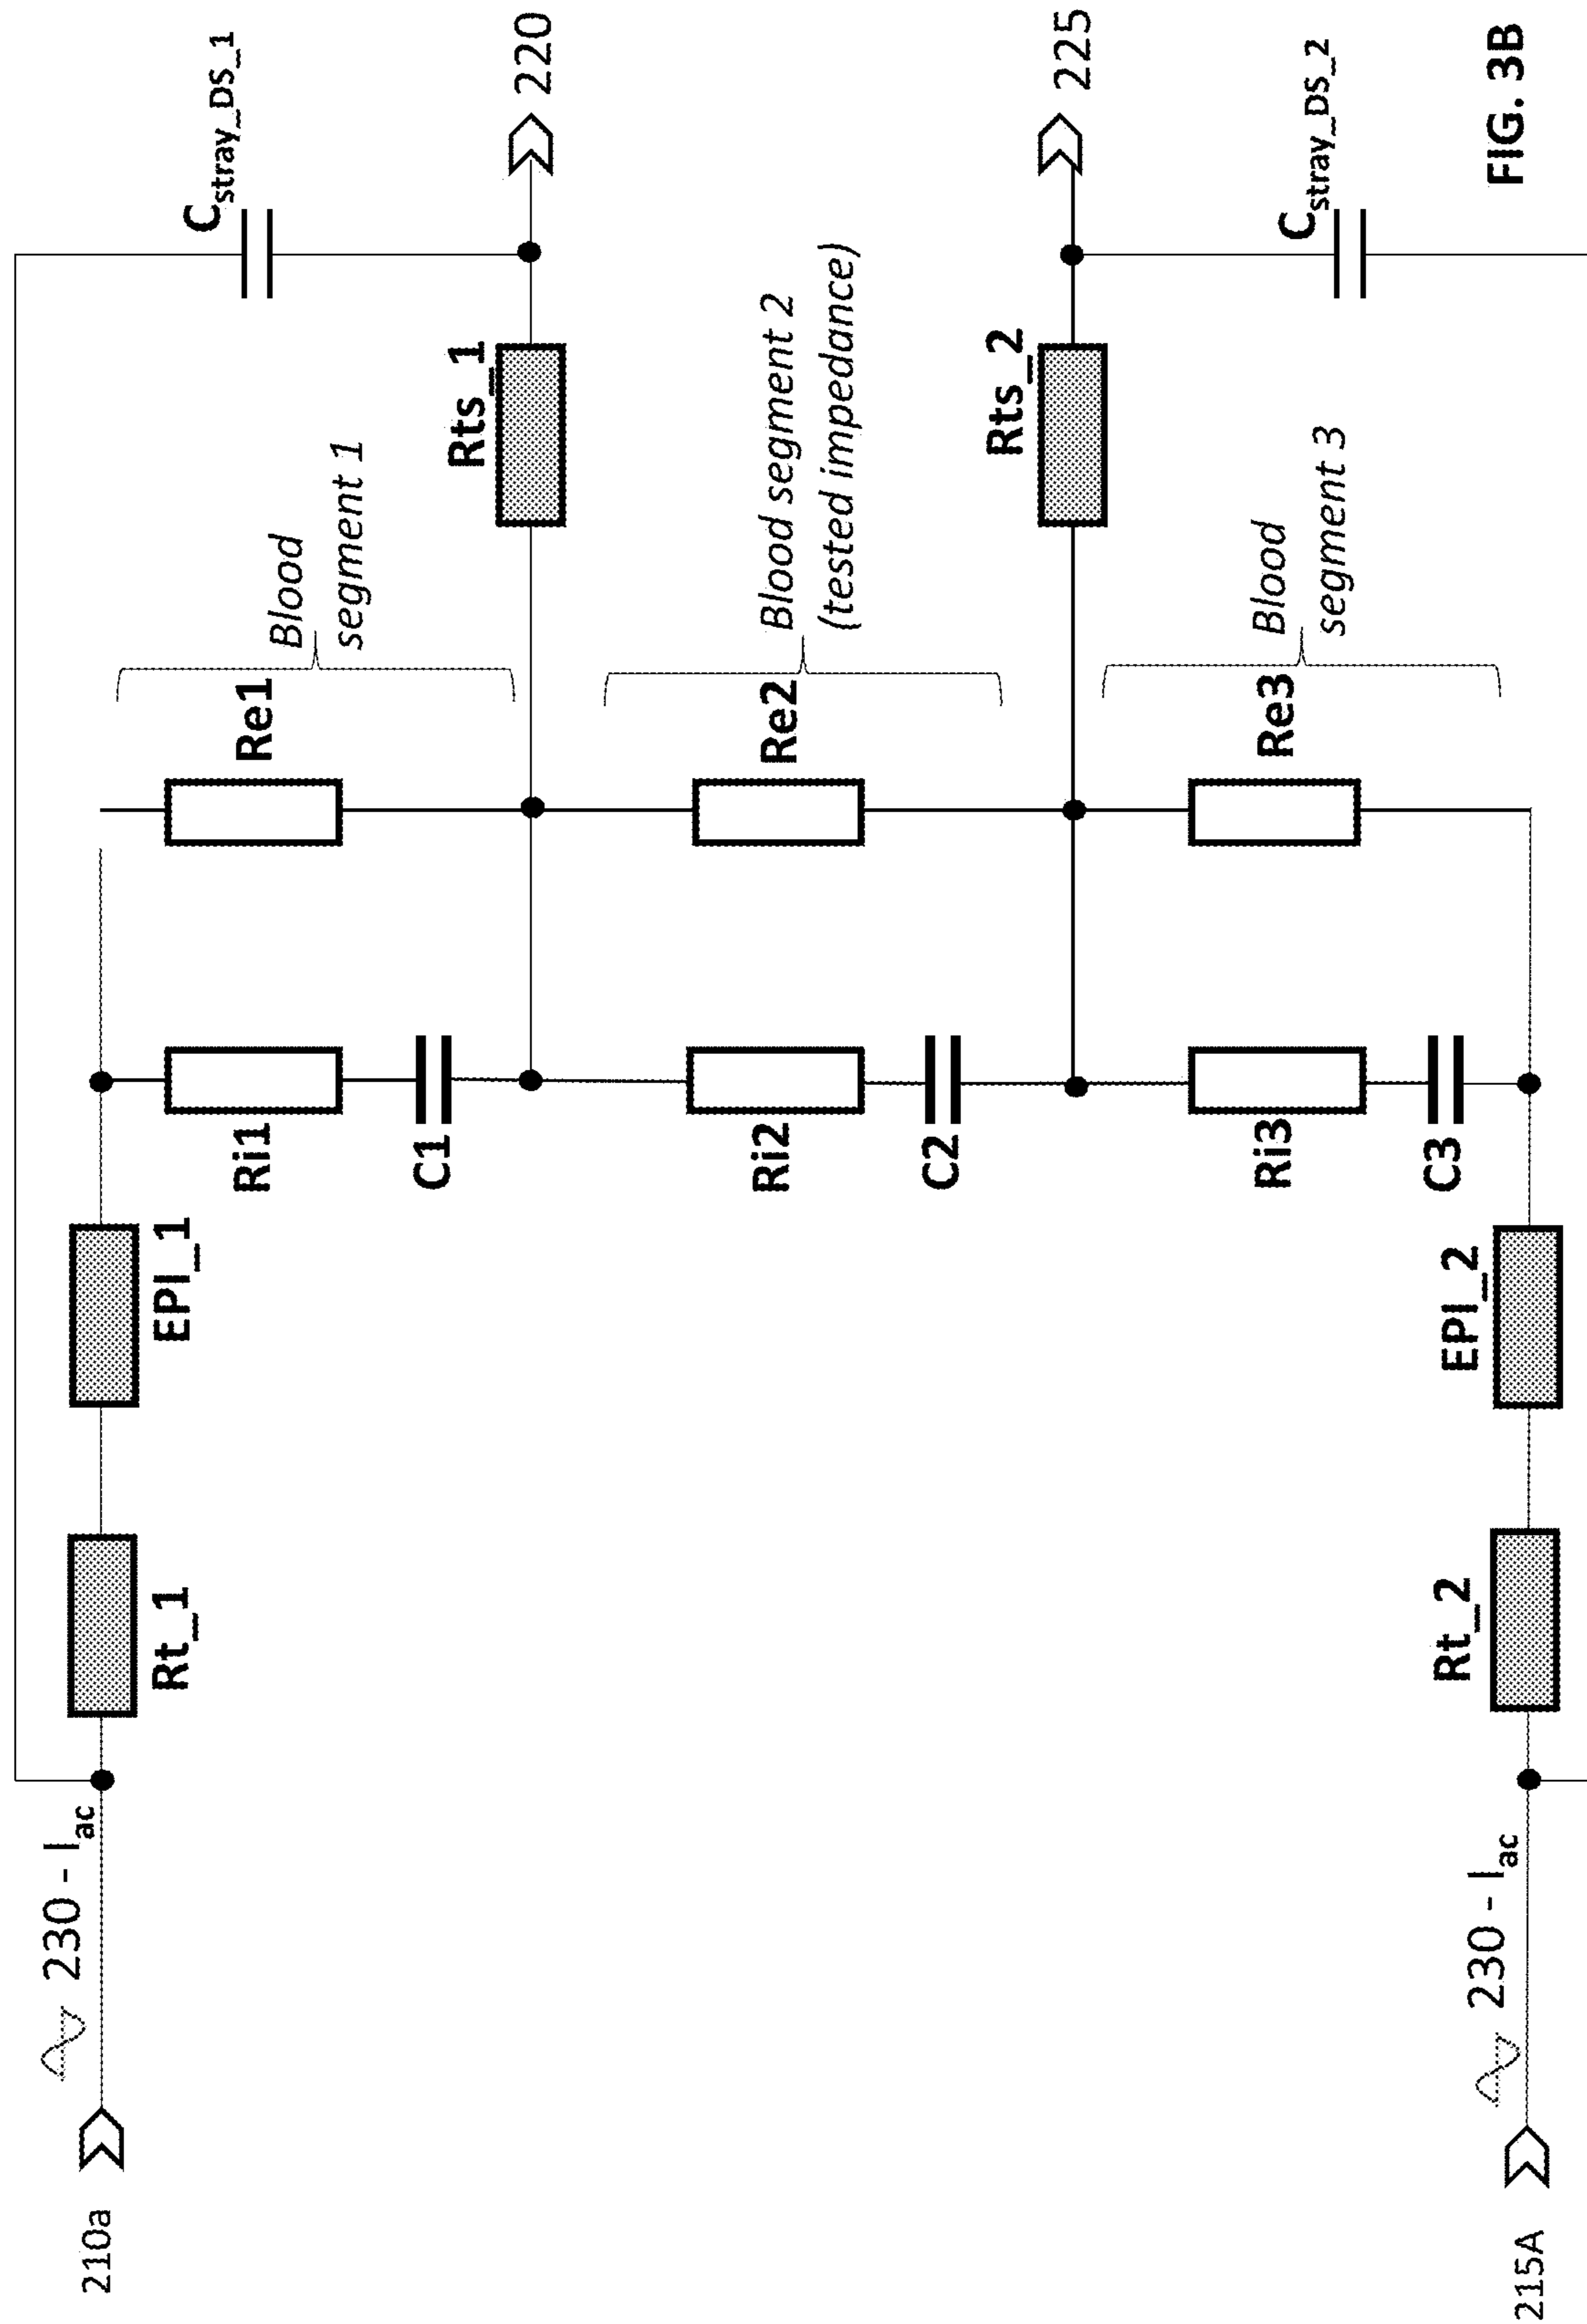 230 - Iac
210a
Rt_1
EPI_1
Cstray_DS_1
Ri1
Re1
Blood
segment 1
C1
Rts_1
220
Ri2
Re2
Blood segment 2
(tested impedance)
C2
Rts_2
225
Ri3
Re3
Blood
segment 3
Cstray_DS_2
C3
Rt_2
EPI_2
230 - Iac
215A
FIG. 3B